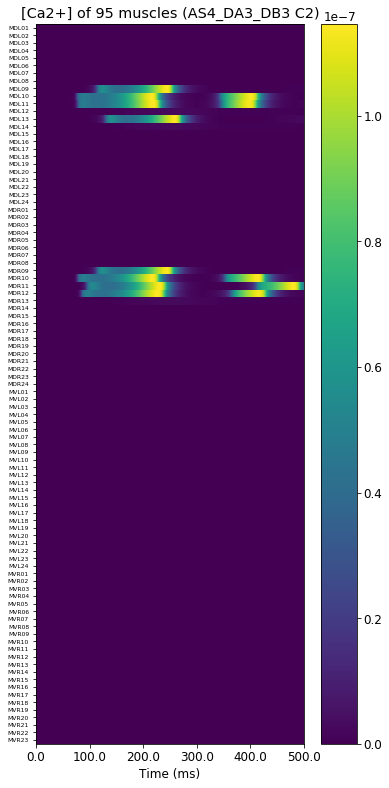 [Ca2+] of 95 muscles (AS4_DA3_DB3 C2)
1e−7
MDL01
MDL02
MDL03
MDL04
MDL05
MDL06
MDL07
MDL08
MDL09
MDL10
MDL11
MDL12
MDL13
MDL14
MDL15
MDL16
MDL17
MDL18
MDL19
MDL20
MDL21
MDL22
MDL23
MDL24
MDR01
MDR02
MDR03
MDR04
MDR05
MDR06
MDR07
MDR08
MDR09
MDR10
MDR11
MDR12
MDR13
MDR14
MDR15
MDR16
MDR17
MDR18
MDR19
MDR20
MDR21
MDR22
MDR23
MDR24
MVL01
MVL02
MVL03
MVL04
MVL05
MVL06
MVL07
MVL08
MVL09
MVL10
MVL11
MVL12
MVL13
MVL14
MVL15
MVL16
MVL17
MVL18
MVL19
MVL20
MVL21
MVL22
MVL23
MVL24
MVR01
MVR02
MVR03
MVR04
MVR05
MVR06
MVR07
MVR08
MVR09
MVR10
MVR11
MVR12
MVR13
MVR14
MVR15
MVR16
MVR17
MVR18
MVR19
MVR20
MVR21
MVR22
MVR23
0.0 100.0 200.0 300.0 400.0 500.0
Time (ms)
1.0
0.8
0.6
0.4
0.2
0.0